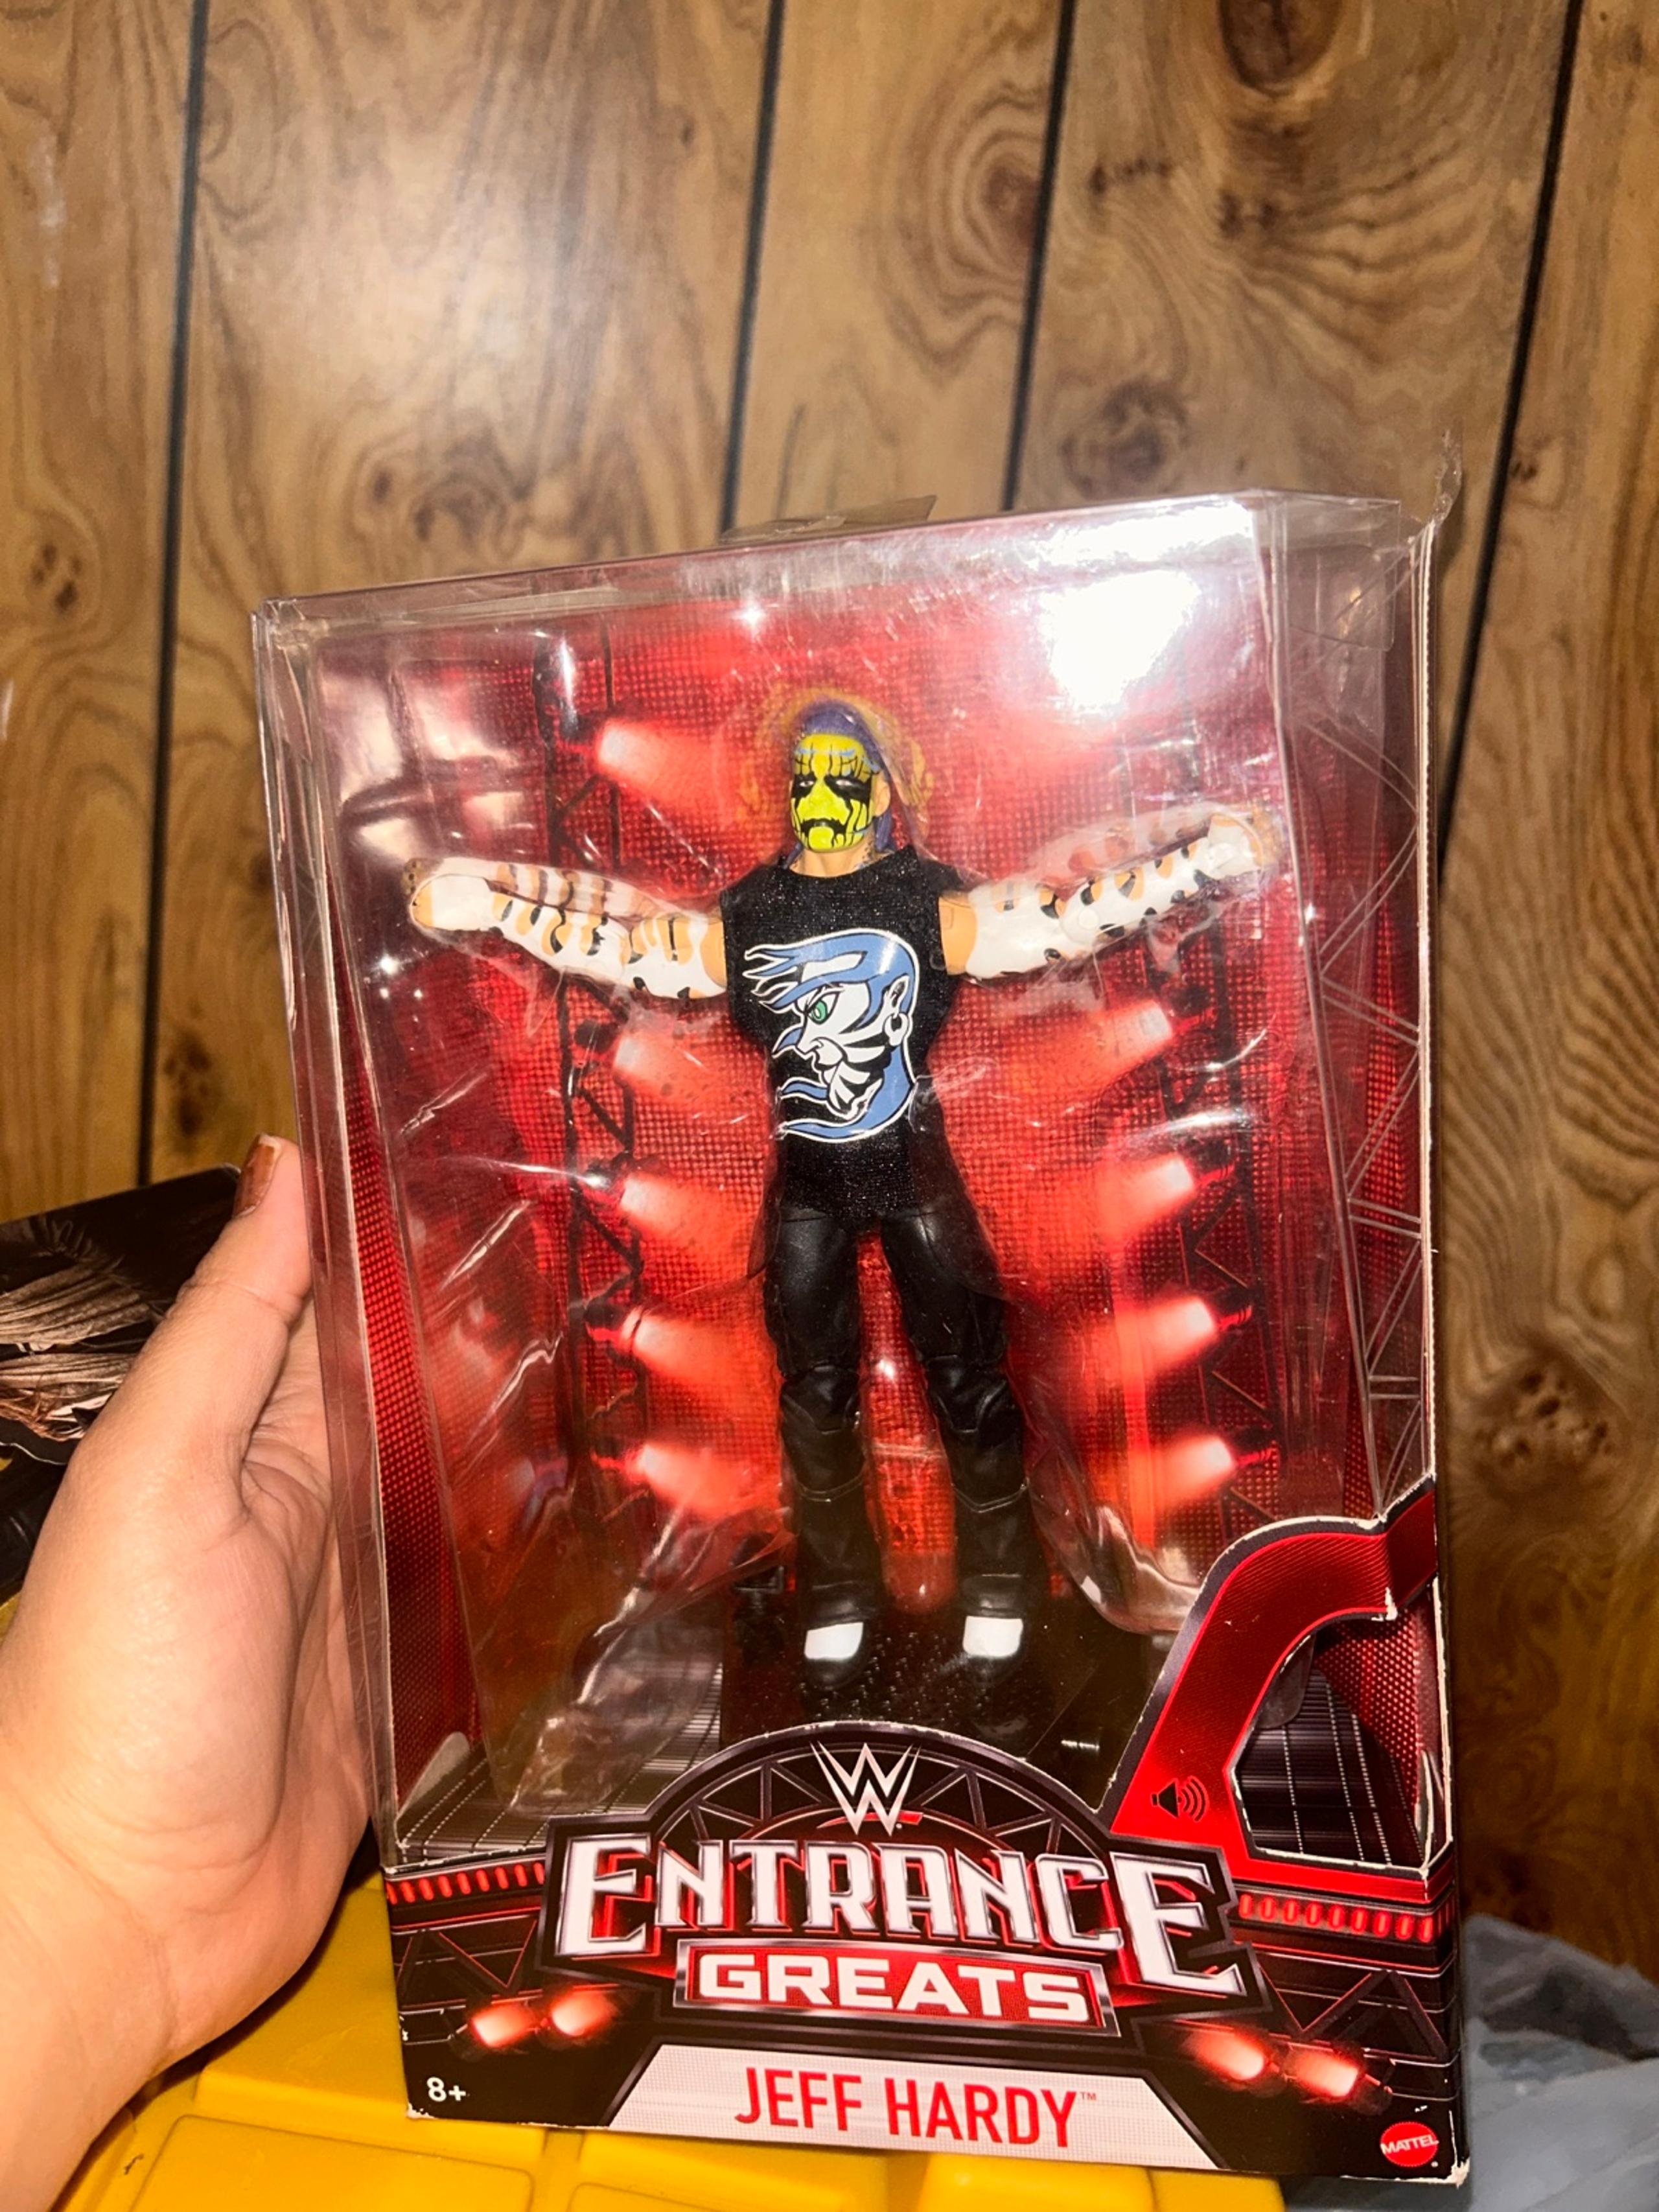 W
ENTRANCE
GREATS
8+
JEFF HARDY™
MATTEL